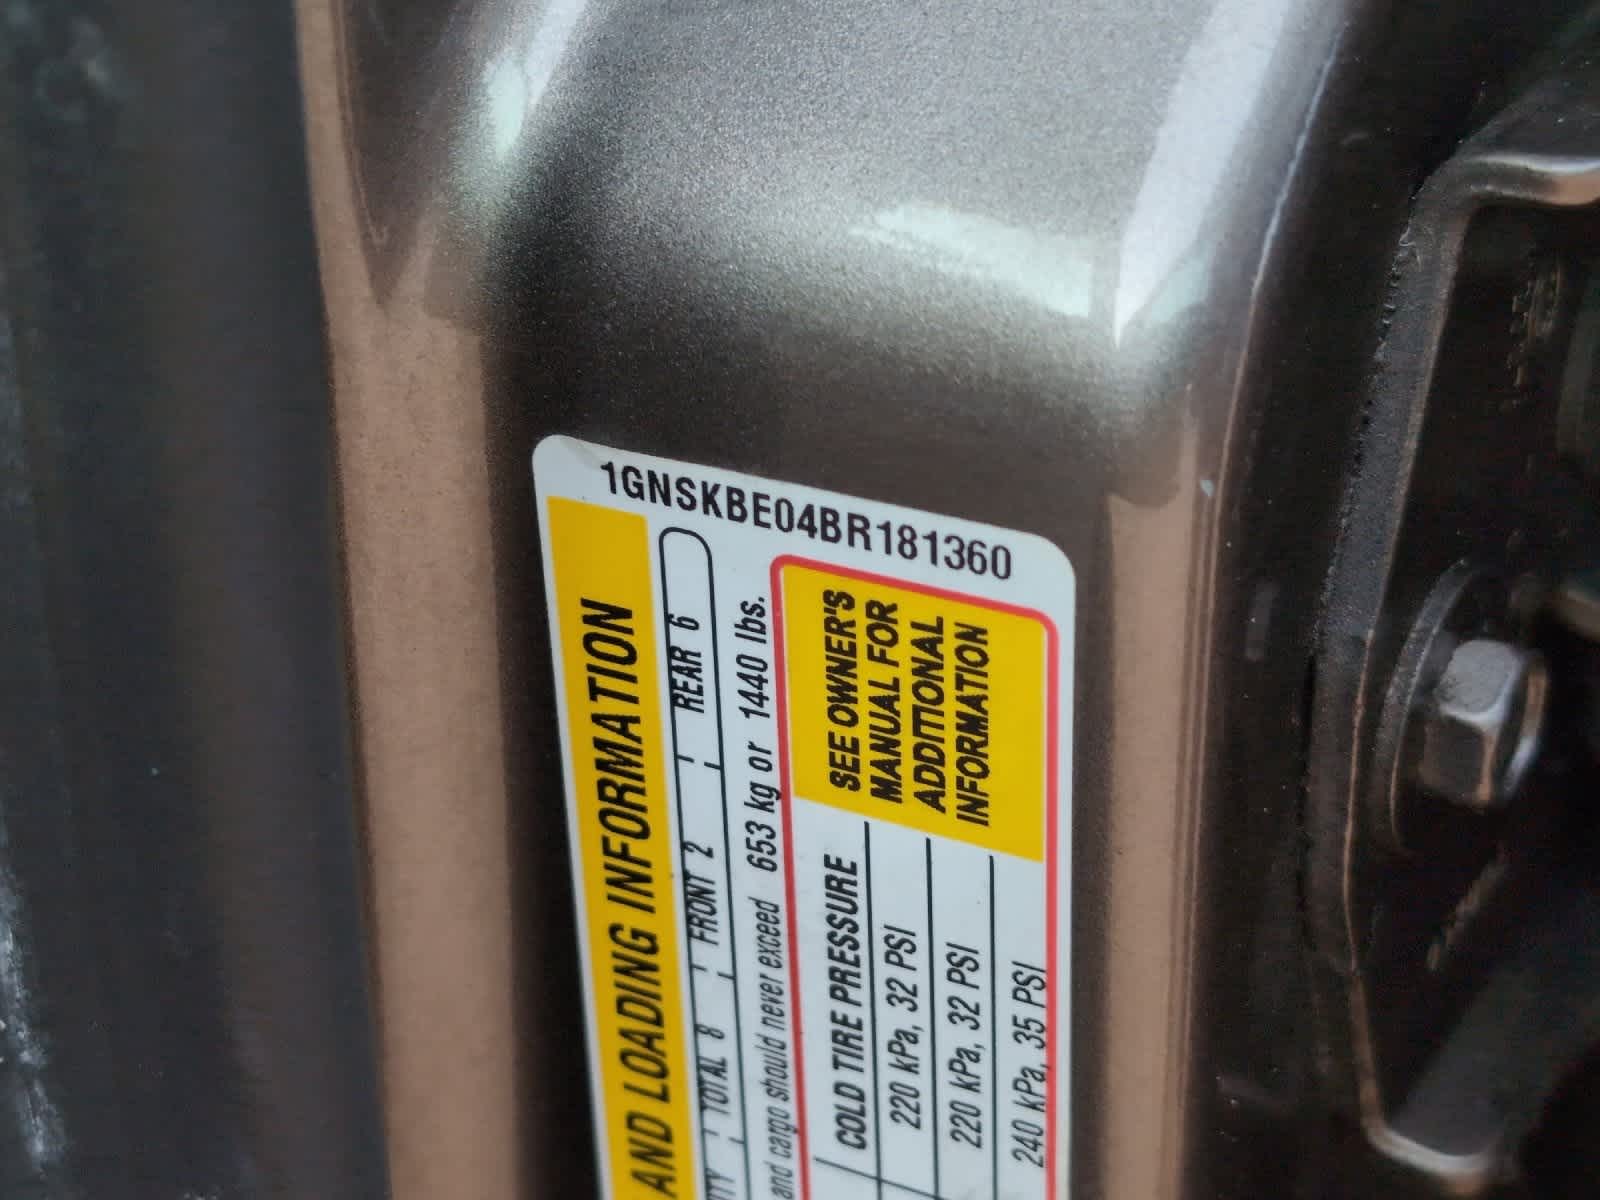 1GNSKBE04BR181360
AND LOADING INFORMATION
TOTAL 8 FRONT 2 REAR 6
and cargo should never exceed 653 kg or 1440 lbs.
COLD TIRE PRESSURE
220 kPa, 32 PSI
220 kPa, 32 PSI
240 kPa, 35 PSI
SEE OWNER'S
MANUAL FOR
ADDITIONAL
INFORMATION